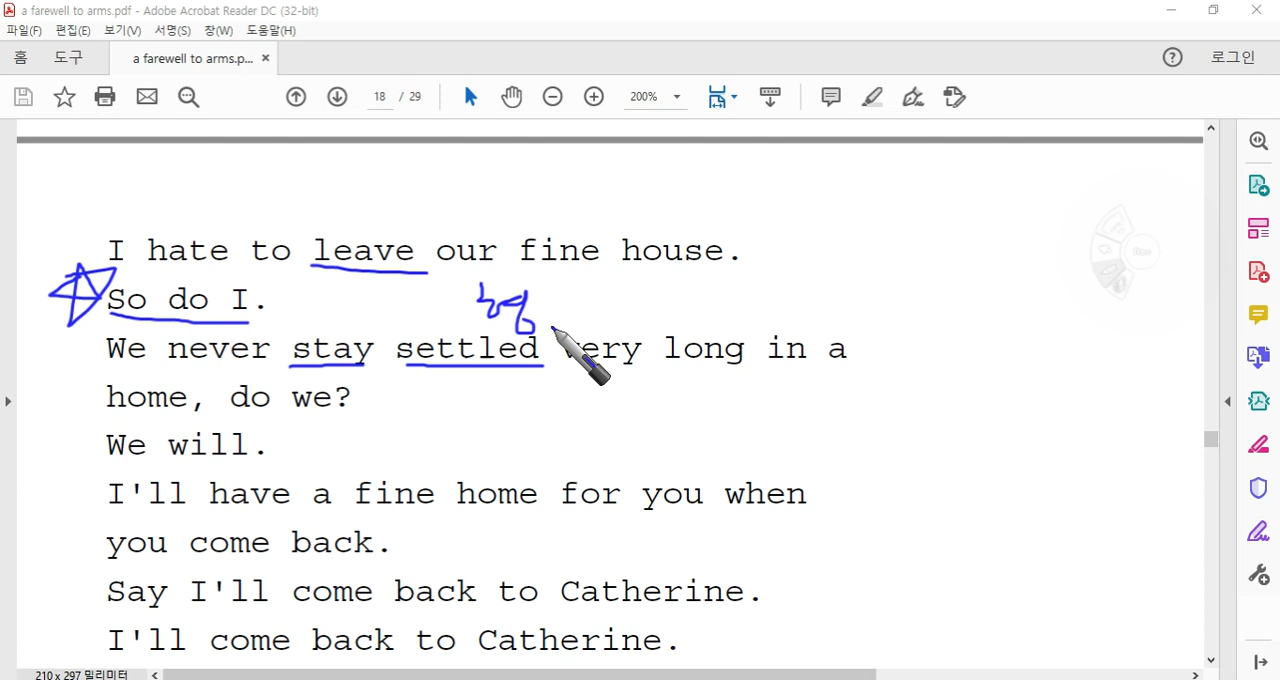 a farewell to arms.pdf - Adobe Acrobat Reader DC (32-bit)
파일(F) 편집(E) 보기(V) 서명(S) 창(W) 도움말(H)
홈 도구 a farewell to arms.p... × ? 로그인
18 / 29 200%
I hate to leave our fine house.
So do I.
We never stay settled very long in a
home, do we?
We will.
I'll have a fine home for you when
you come back.
Say I'll come back to Catherine.
I'll come back to Catherine.
210 x 297 밀리미터